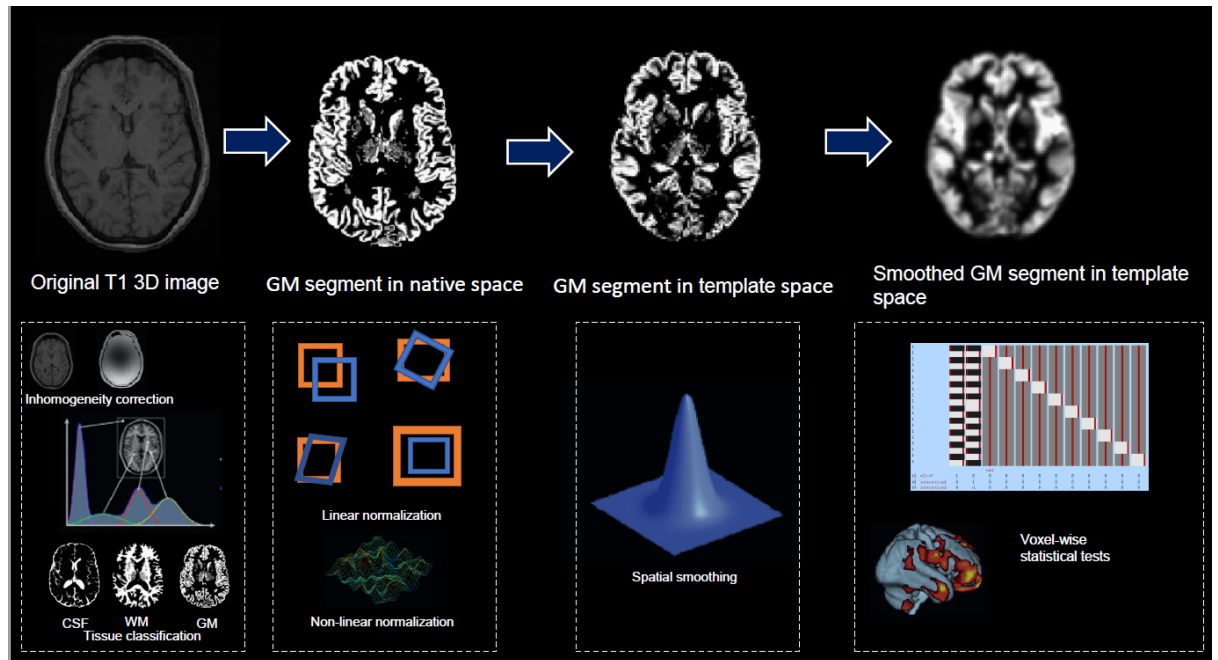 Original T1 3D image
GM segment in native space
GM segment in template space
Smoothed GM segment in template
space
Inhomogeneity correction
CSF
WM
GM
Tissue classification
Linear normalization
Non-linear normalization
Spatial smoothing
Voxel-wise
statistical tests